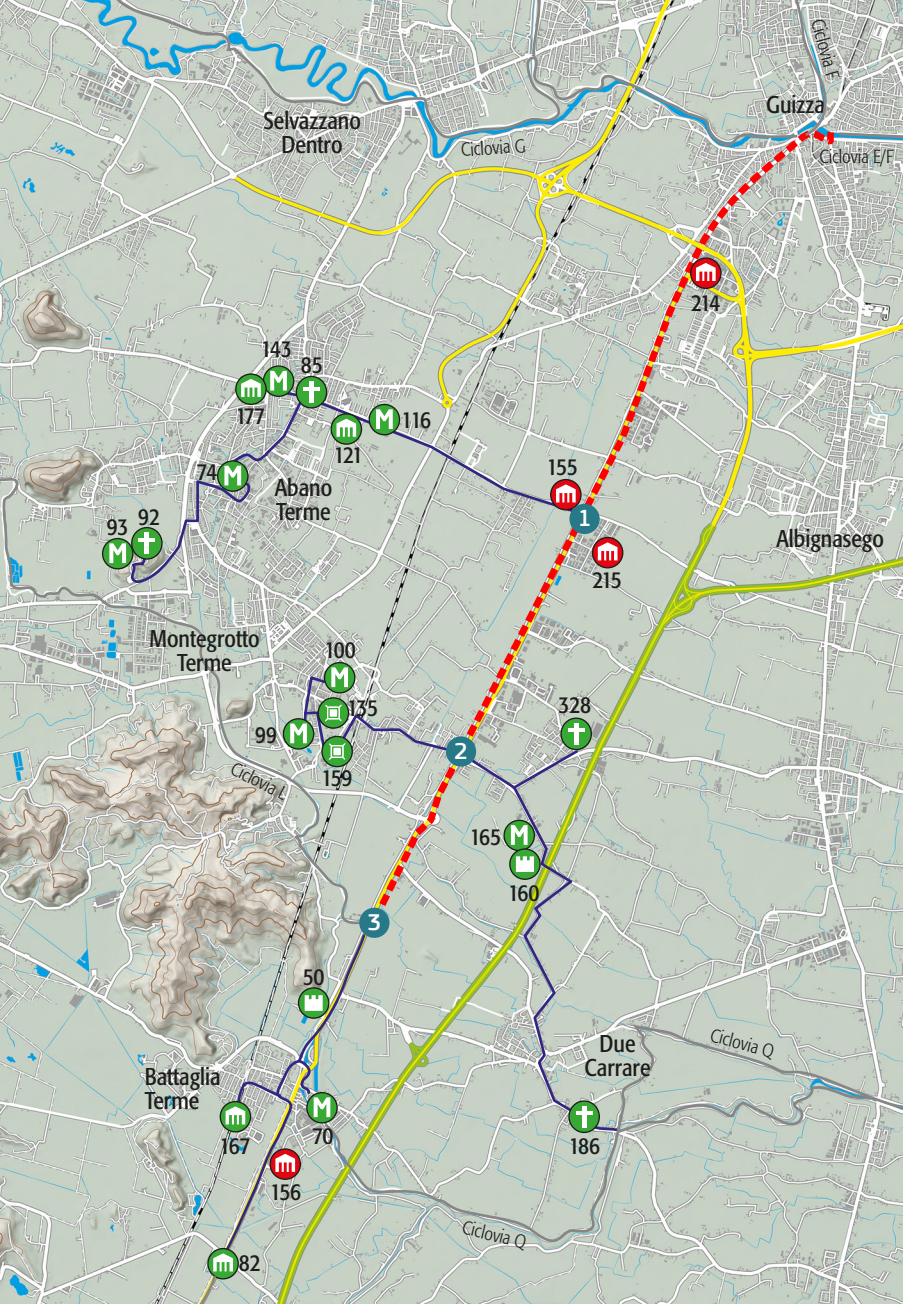 Ciclovia F
Guizza
Selvazzano
Dentro
Ciclovia G
Ciclovia E/F
214
143
85
177
116
121
74
155
1
Abano
Terme
93
92
215
Albignasego
Montegrotto
Terme
100
135
328
99
2
159
Ciclovia L
165
160
3
50
Ciclovia Q
Due
Carrare
Battaglia
Terme
70
167
186
156
Ciclovia Q
82
M
M
M
M
M
M
M
M